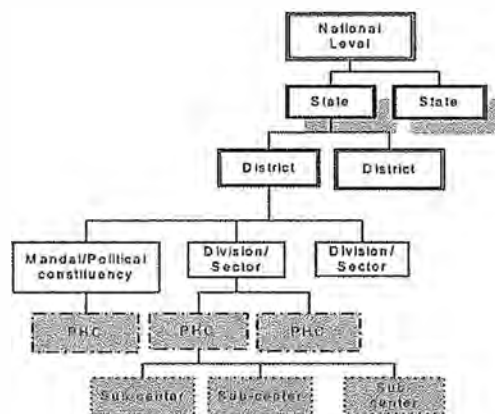 National
Level
State
State
District
District
Mandal/Political
constituency
Division/
Sector
Division/
Sector
PHC
PHC
PHC
Sub-center
Sub-center
Sub-
center